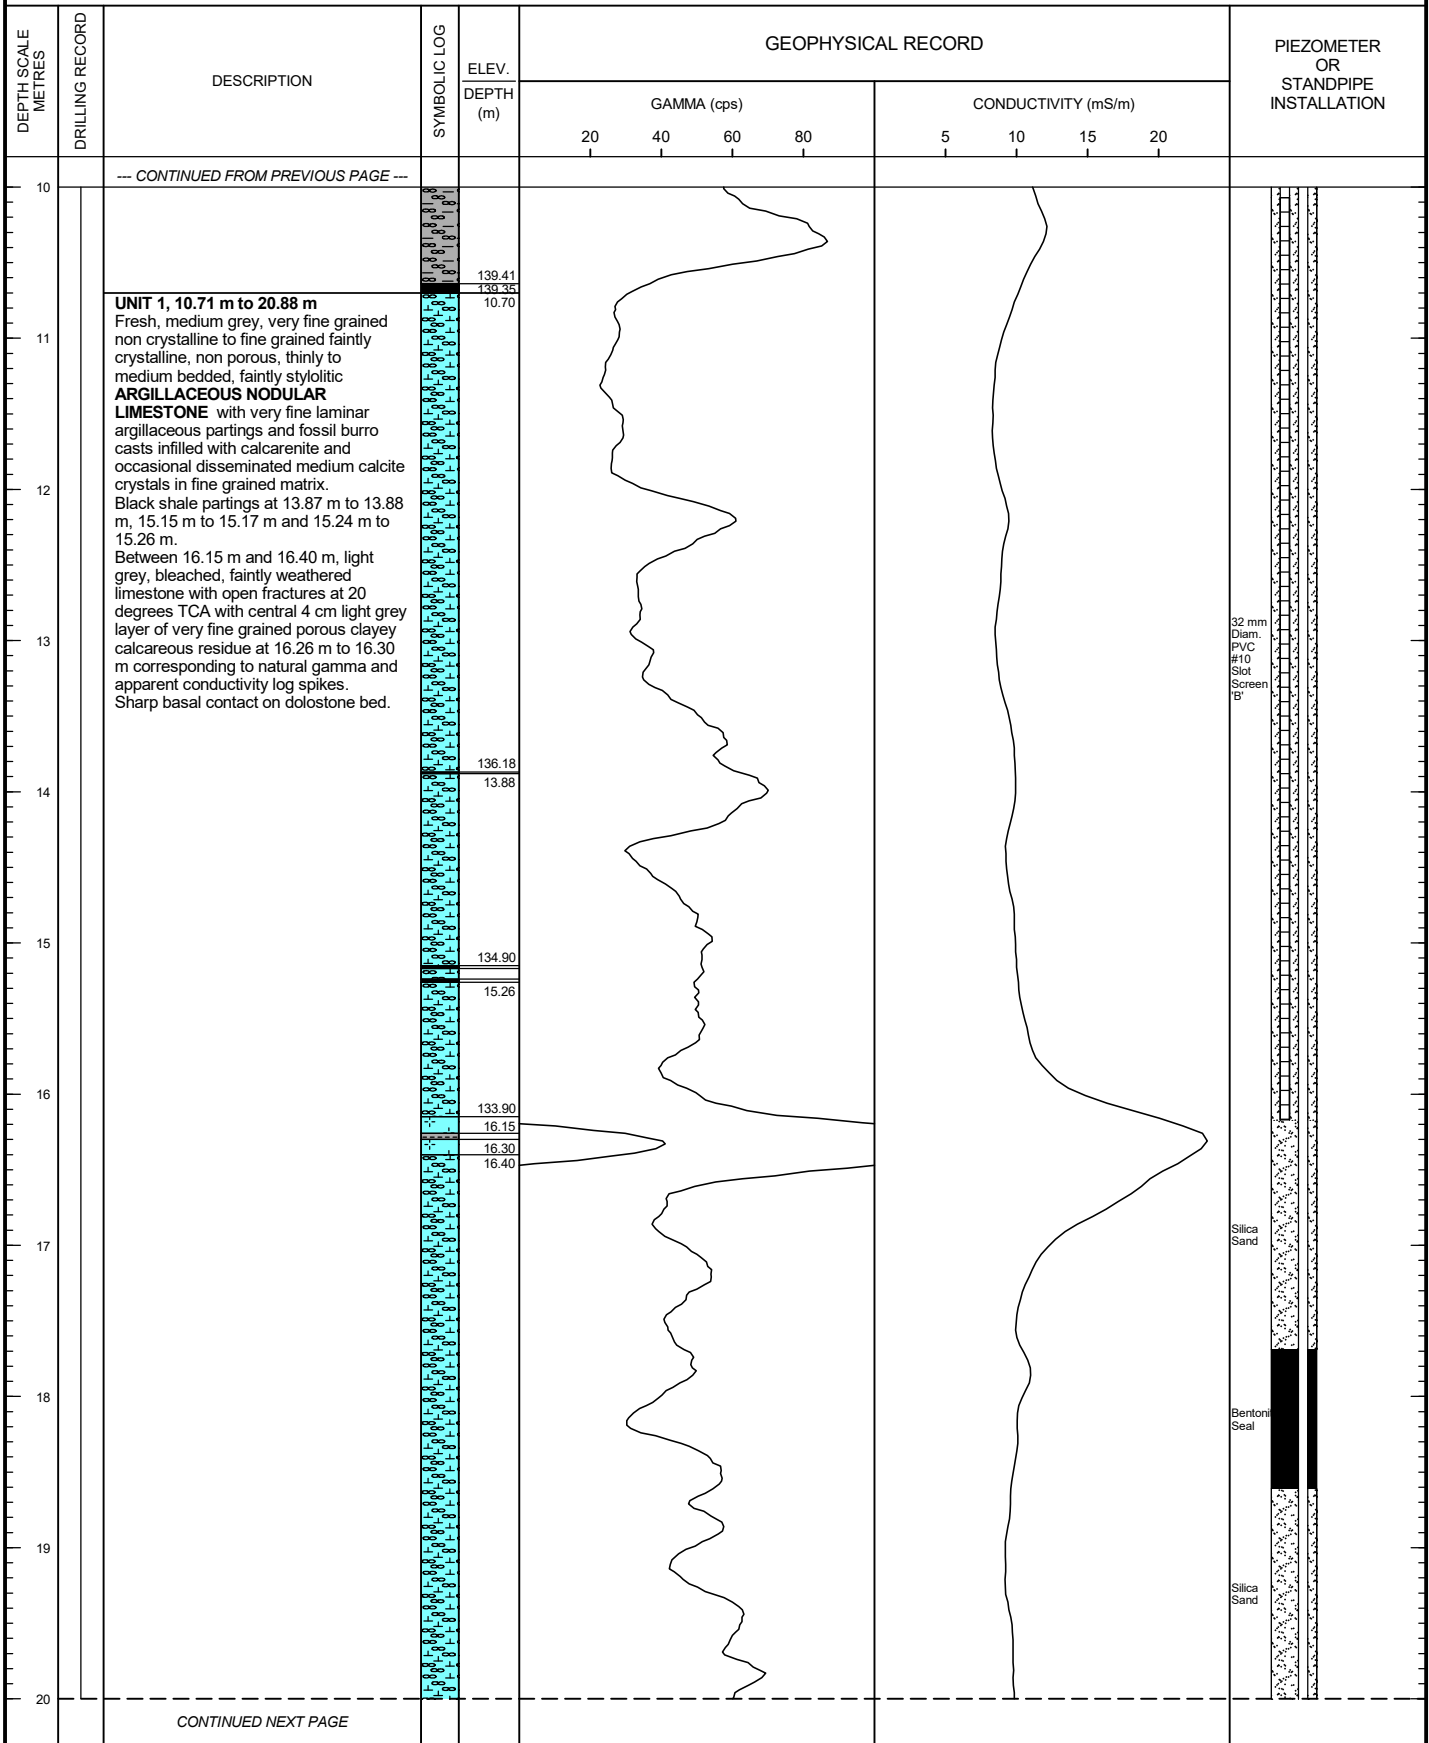 DEPTH SCALE
METRES
DRILLING RECORD
DESCRIPTION
SYMBOLIC LOG
ELEV.
DEPTH
(m)
GEOPHYSICAL RECORD
GAMMA (cps)
20 40 60 80
CONDUCTIVITY (mS/m)
5 10 15 20
PIEZOMETER
OR
STANDPIPE
INSTALLATION
--- CONTINUED FROM PREVIOUS PAGE ---
10
11
12
13
14
15
16
17
18
19
20
UNIT 1, 10.71 m to 20.88 m
Fresh, medium grey, very fine grained
non crystalline to fine grained faintly
crystalline, non porous, thinly to
medium bedded, faintly stylolitic
ARGILLACEOUS NODULAR
LIMESTONE with very fine laminar
argillaceous partings and fossil burro
casts infilled with calcarenite and
occasional disseminated medium calcite
crystals in fine grained matrix.
Black shale partings at 13.87 m to 13.88
m, 15.15 m to 15.17 m and 15.24 m to
15.26 m.
Between 16.15 m and 16.40 m, light
grey, bleached, faintly weathered
limestone with open fractures at 20
degrees TCA with central 4 cm light grey
layer of very fine grained porous clayey
calcareous residue at 16.26 m to 16.30
m corresponding to natural gamma and
apparent conductivity log spikes.
Sharp basal contact on dolostone bed.
139.41
139.35
10.70
136.18
13.88
134.90
15.26
133.90
16.15
16.30
16.40
32 mm
Diam.
PVC
#10
Slot
Screen
'B'
Silica
Sand
Bentoni
Seal
Silica
Sand
CONTINUED NEXT PAGE